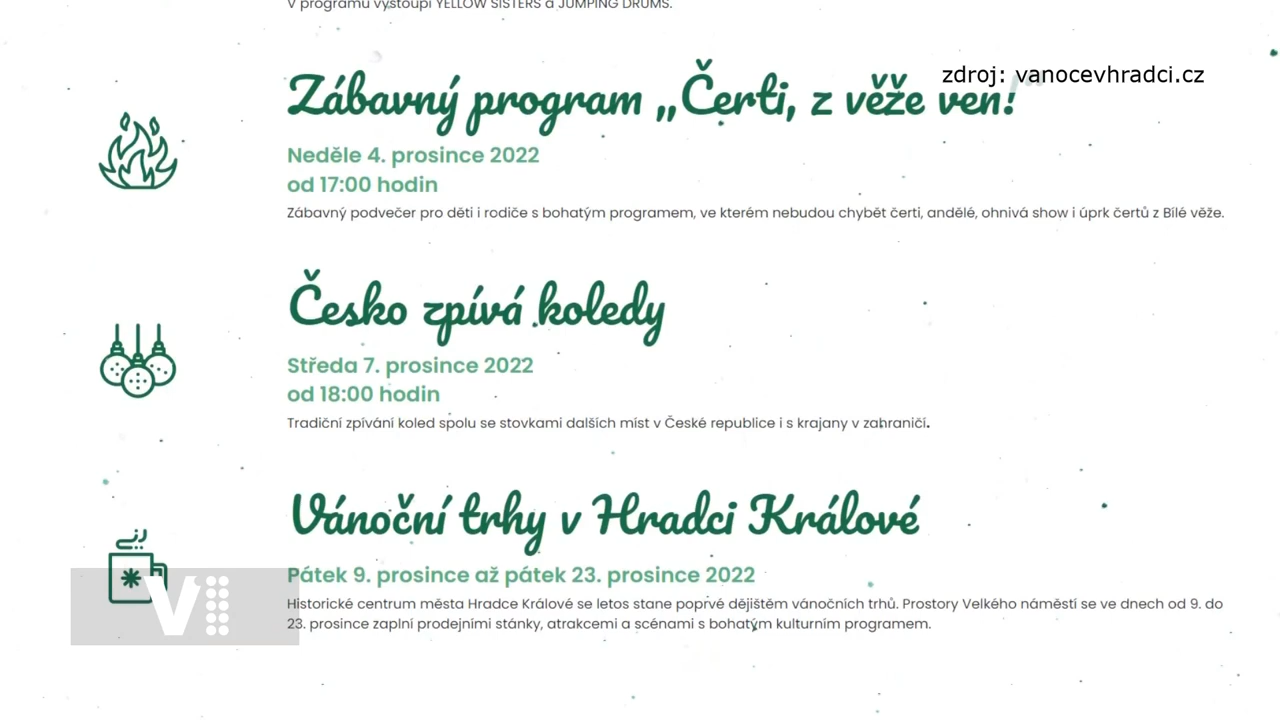 V programu vystoupí YELLOW SISTERS a JUMPING DRUMS.
zdroj: vanocevhradci.cz
Zábavný program „Čerti, z věže ven!“
Neděle 4. prosince 2022
od 17:00 hodin
Zábavný podvečer pro děti i rodiče s bohatým programem, ve kterém nebudou chybět čerti, andělé, ohnivá show i úprk čertů z Bílé věže.
Česko zpívá koledy
Středa 7. prosince 2022
od 18:00 hodin
Tradiční zpívání koled spolu se stovkami dalších míst v České republice i s krajany v zahraničí.
Vánoční trhy v Hradci Králové
Pátek 9. prosince až pátek 23. prosince 2022
Historické centrum města Hradce Králové se letos stane poprvé dějištěm vánočních trhů. Prostory Velkého náměstí se ve dnech od 9. do
23. prosince zaplní prodejními stánky, atrakcemi a scénami s bohatým kulturním programem.
V